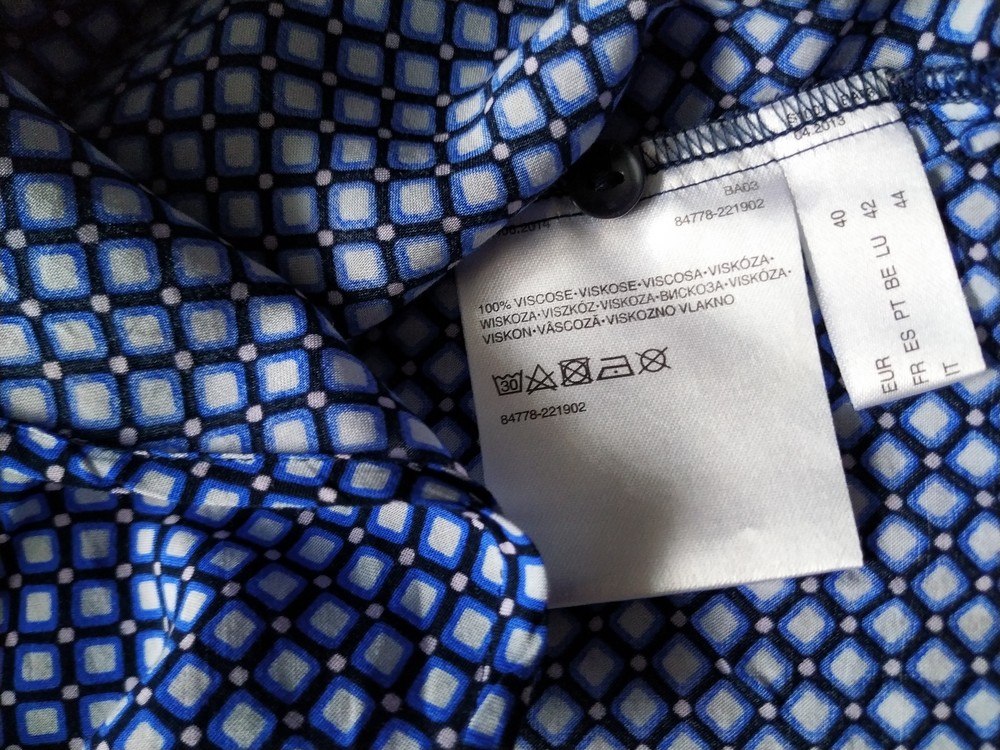 BA03
84778-221902
100% VISCOSE·VISKOSE·VISCOSA·VISKÓZA·
WISKOZA·VISZKÓZ·VISKOZA·ВИСКОЗА·VISKÓZA·
VISKON·VÂSCOZĂ·VISKOZNO VLAKNO
30
84778-221902
04.2013
EUR 40
FR ES PT BE LU 42
IT 44